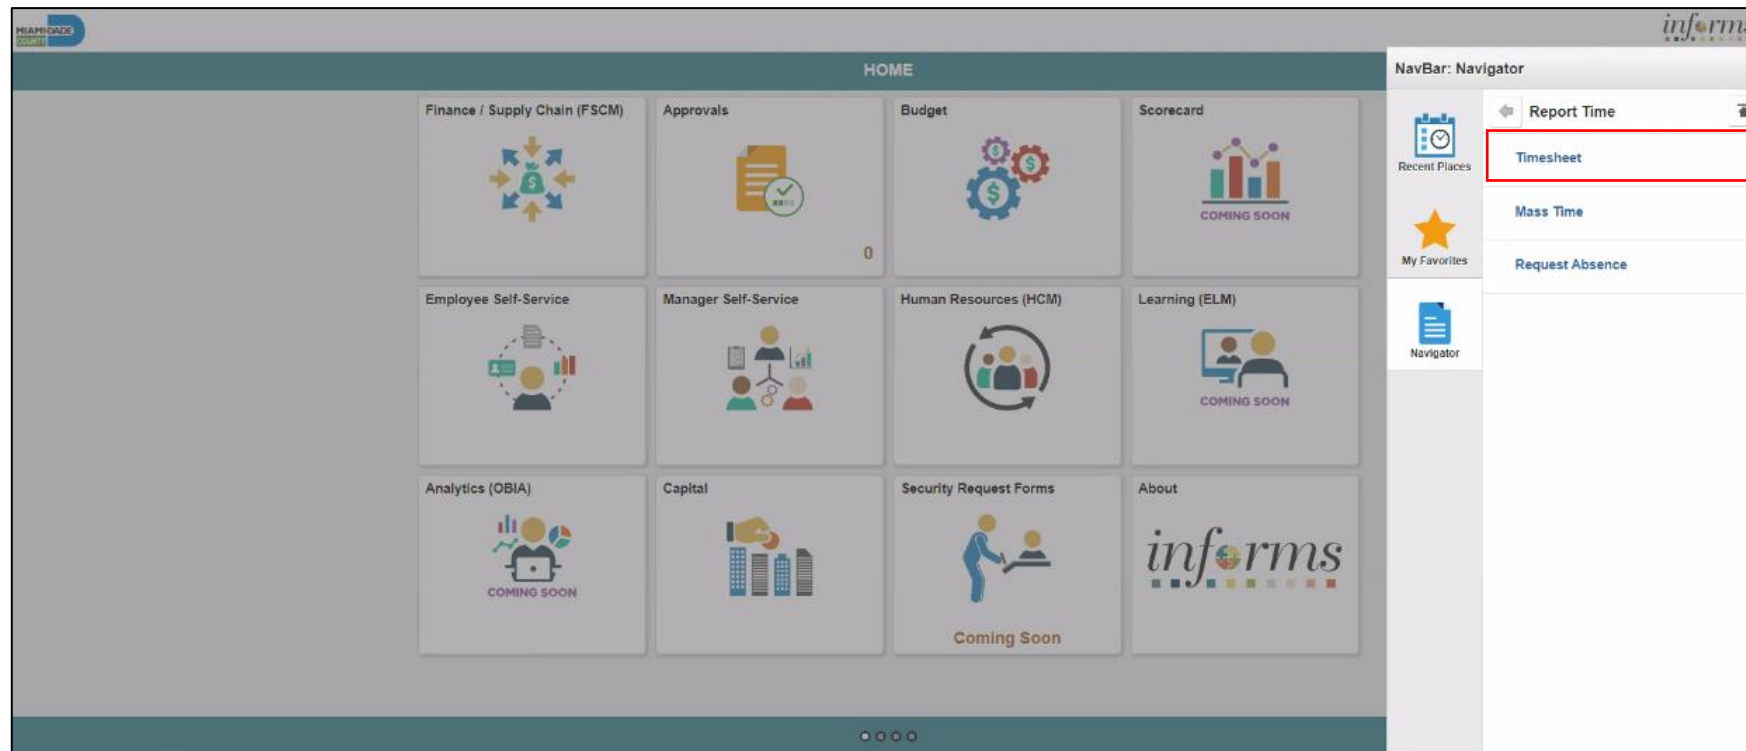 MIAMI-DADE
COUNTY
informs
HOME
NavBar: Navigator
Finance / Supply Chain (FSCM)
Approvals
0
Budget
Scorecard
COMING SOON
Employee Self-Service
Manager Self-Service
Human Resources (HCM)
Learning (ELM)
COMING SOON
Analytics (OBIA)
COMING SOON
Capital
Security Request Forms
Coming Soon
About
informs
Recent Places
My Favorites
Navigator
Report Time
Timesheet
Mass Time
Request Absence